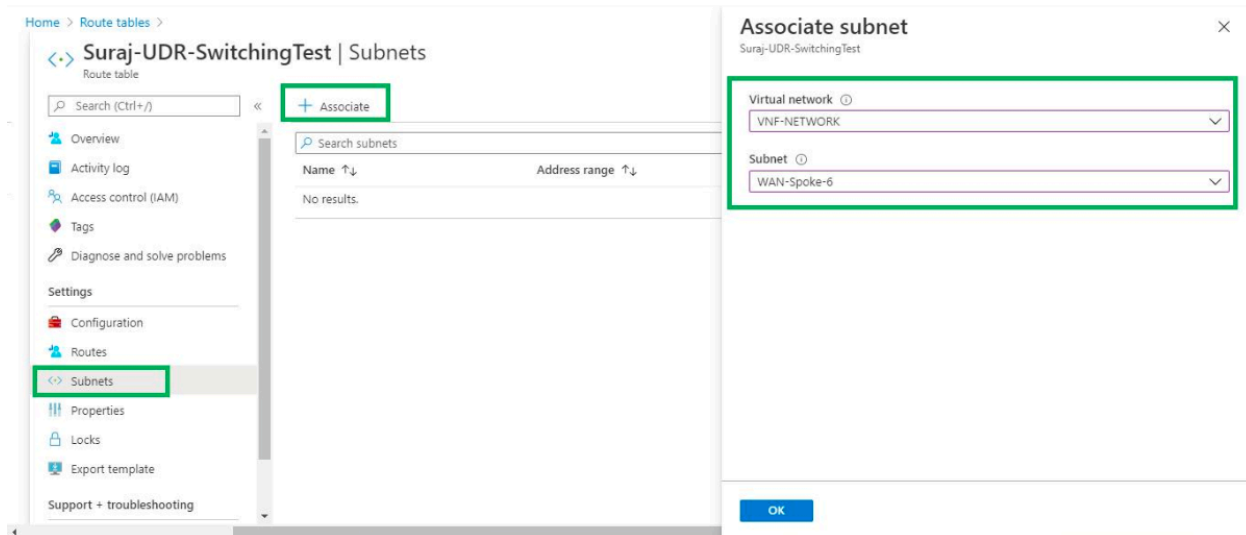 Home > Route tables >
Suraj-UDR-SwitchingTest | Subnets
Route table
Search (Ctrl+/)
«
Overview
Activity log
Access control (IAM)
Tags
Diagnose and solve problems
Settings
Configuration
Routes
Subnets
Properties
Locks
Export template
Support + troubleshooting
+ Associate
Search subnets
Name ↑↓ Address range ↑↓
No results.
Associate subnet
Suraj-UDR-SwitchingTest
Virtual network
VNF-NETWORK
Subnet
WAN-Spoke-6
OK